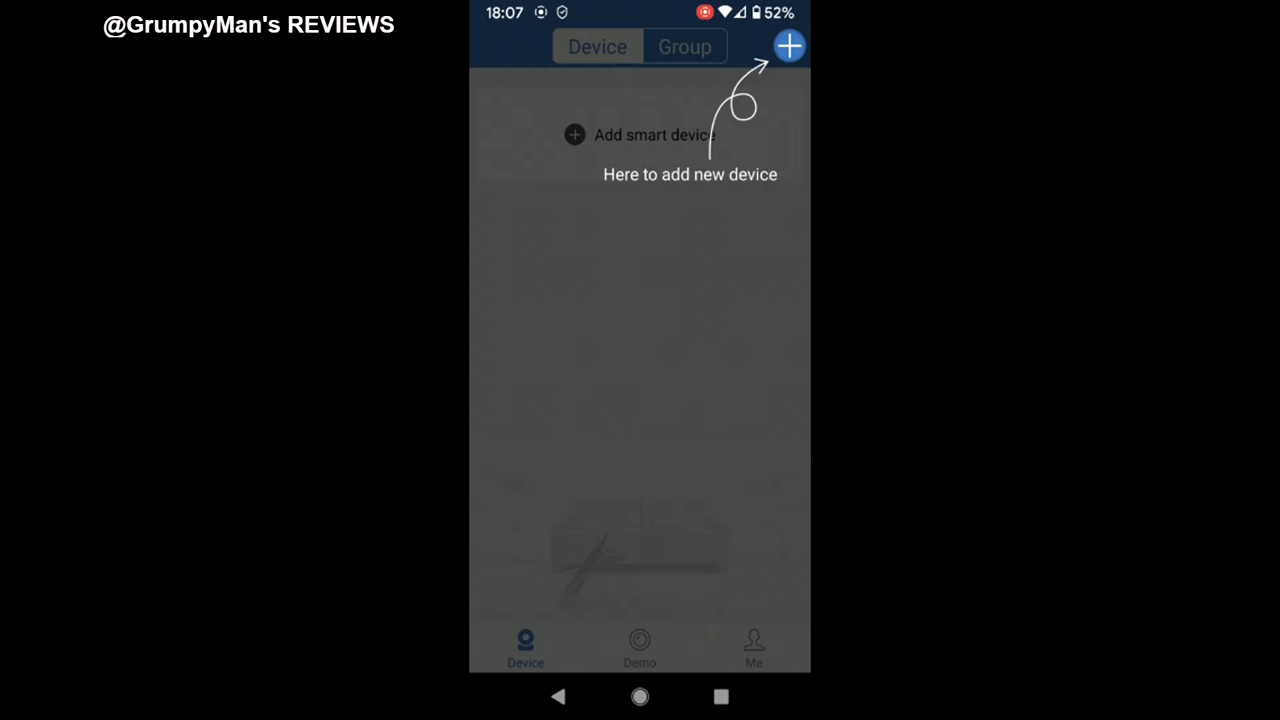 @GrumpyMan's REVIEWS
18:07 52%
Device Group
Add smart device
Here to add new device
Device Demo Me